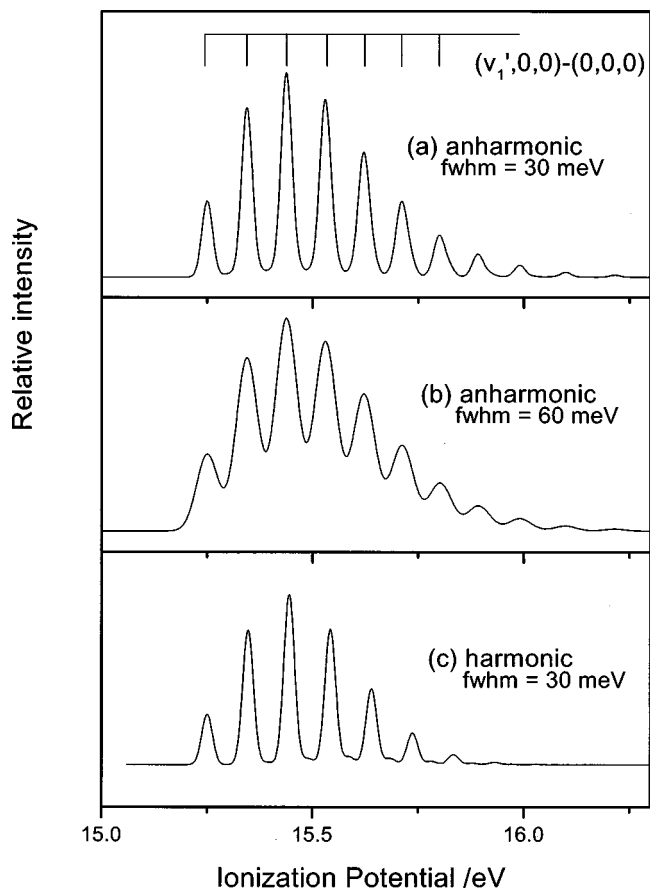 (v₁',0,0)-(0,0,0)
(a) anharmonic
fwhm = 30 meV
Relative intensity
(b) anharmonic
fwhm = 60 meV
(c) harmonic
fwhm = 30 meV
15.0 15.5 16.0
Ionization Potential /eV